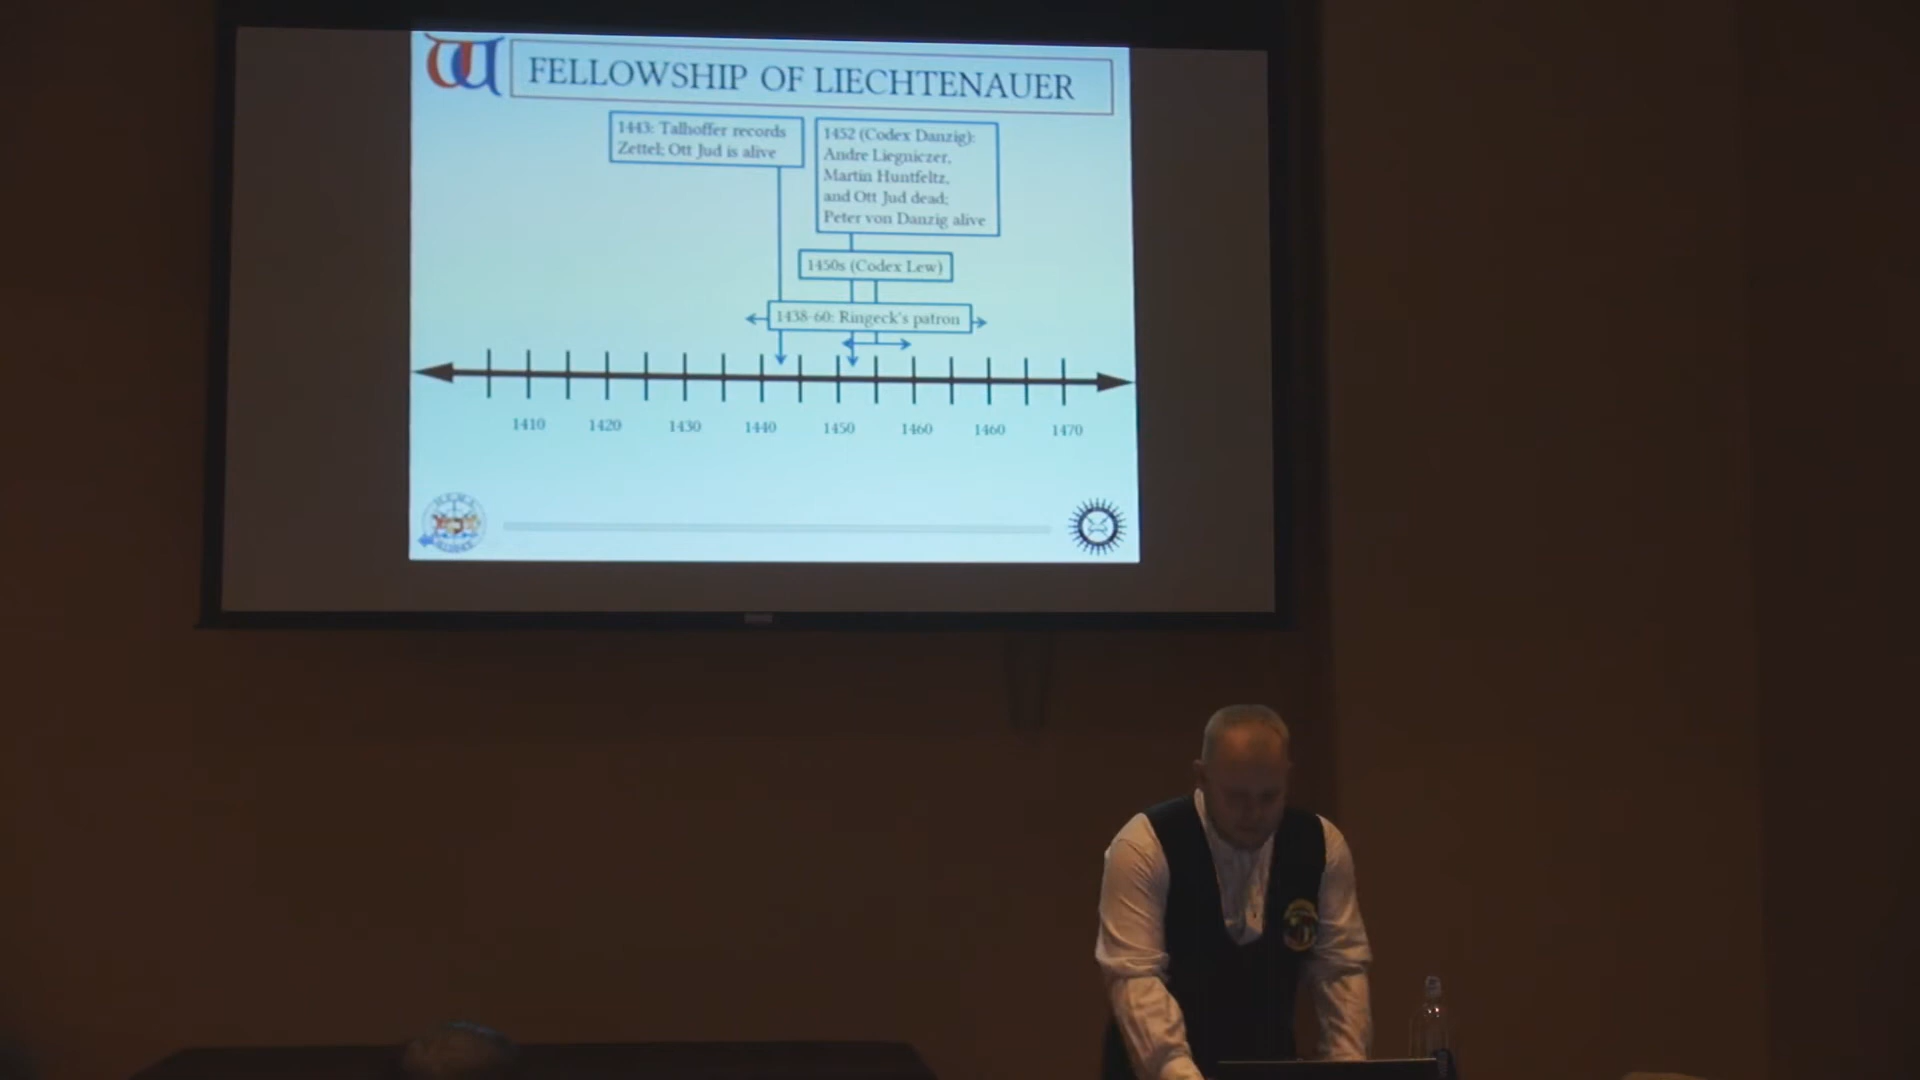 FELLOWSHIP OF LIECHTENAUER
1443: Talhoffer records
Zettel; Ott Jud is alive
1452 (Codex Danzig):
Andre Liegniczer,
Martin Huntfeltz,
and Ott Jud dead;
Peter von Danzig alive
1450s (Codex Lew)
1438-60: Ringeck's patron
1410 1420 1430 1440 1450 1460 1460 1470